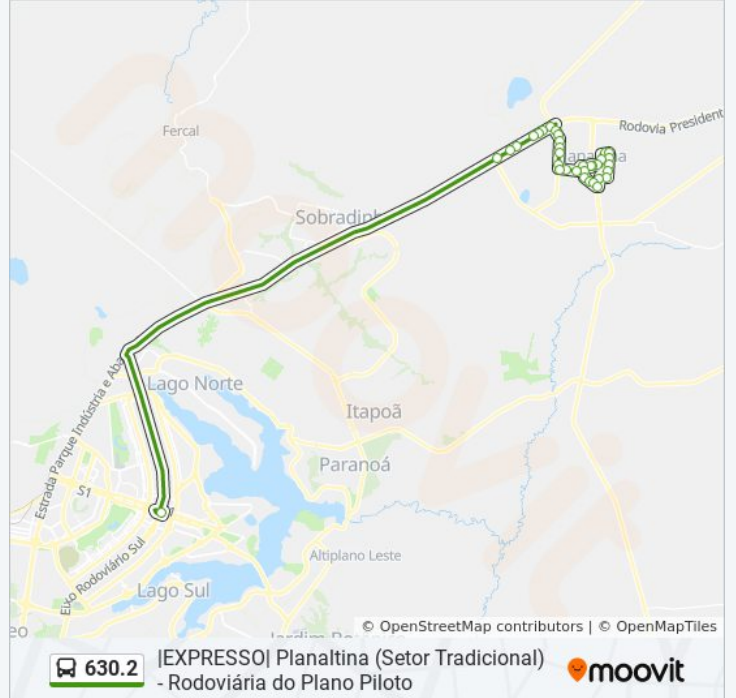 Fercal
Rodovia President
Sobradinh
Estrada Parque Indústria e Aba
Lago Norte
Itapoã
Paranoá
S1
Eixo Rodoviário Sul
Altiplano Leste
Lago Sul
© OpenStreetMap contributors | © OpenMapTiles
630.2
|EXPRESSO| Planaltina (Setor Tradicional)
- Rodoviária do Plano Piloto
moovit